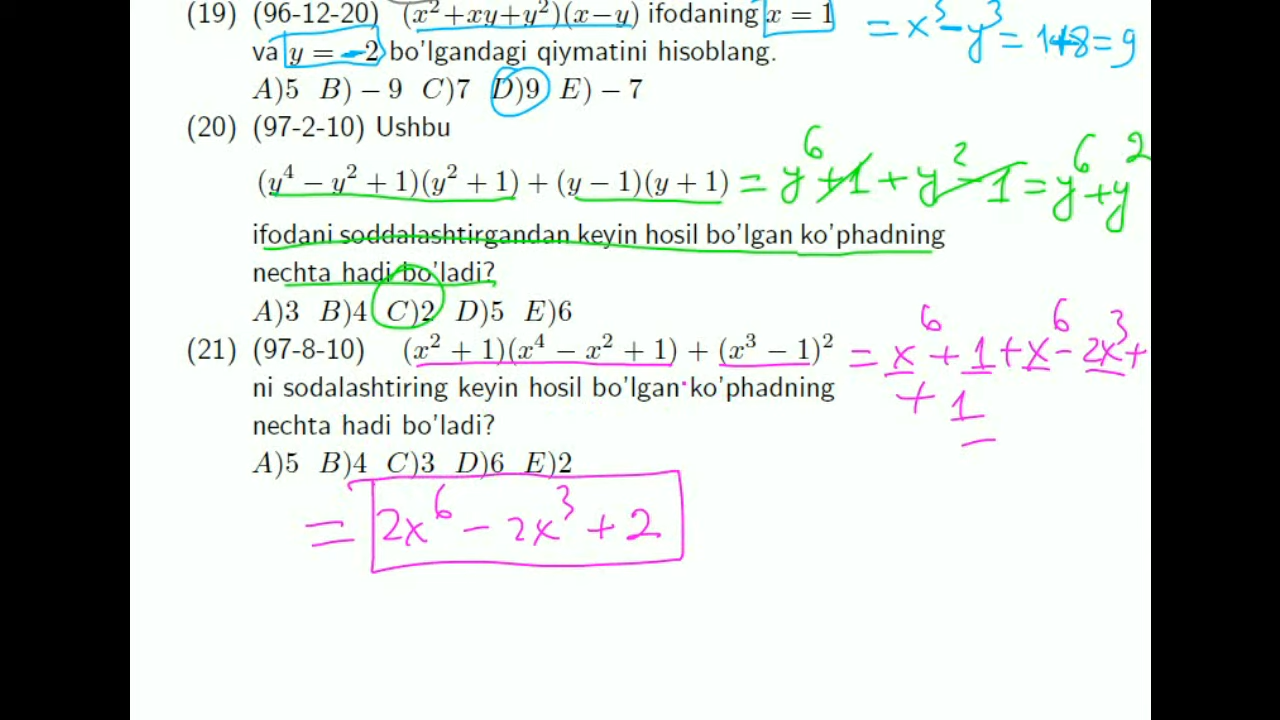 (19) (96-12-20) (x²+xy+y²)(x−y) ifodaning x = 1 = x³ − y³ = 1+8 = 9
va y = −2 bo'lgandagi qiymatini hisoblang.
A)5 B) − 9 C)7 D)9 E) − 7
(20) (97-2-10) Ushbu
(y⁴ − y² + 1)(y² + 1) + (y − 1)(y + 1) = y⁶ + 1 + y² − 1 = y⁶ + y²
ifodani soddalashtirgandan keyin hosil bo'lgan ko'phadning
nechta hadi bo'ladi?
A)3 B)4 C)2 D)5 E)6
(21) (97-8-10) (x² + 1)(x⁴ − x² + 1) + (x³ − 1)² = x⁶ + 1 + x⁶ − 2x³ +
ni sodalashtiring keyin hosil bo'lgan ko'phadning + 1
nechta hadi bo'ladi?
A)5 B)4 C)3 D)6 E)2
= 2x⁶ − 2x³ + 2